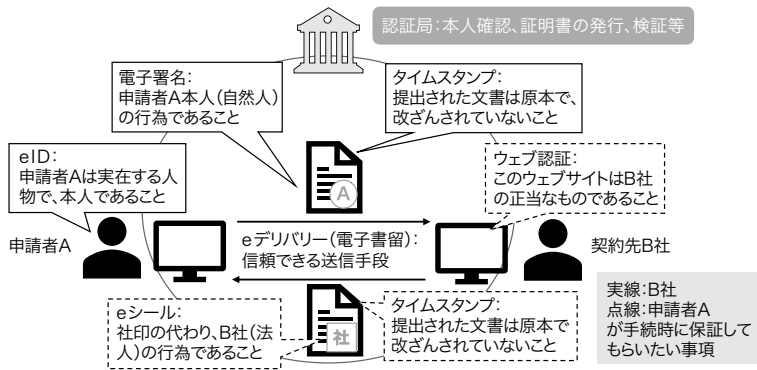 認証局：本人確認、証明書の発行、検証等
電子署名：
申請者A本人（自然人）
の行為であること
タイムスタンプ：
提出された文書は原本で、
改ざんされていないこと
eID：
申請者Aは実在する人
物で、本人であること
A
ウェブ認証：
このウェブサイトはB社
の正当なものであること
申請者A
eデリバリー（電子書留）：
信頼できる送信手段
契約先B社
eシール：
社印の代わり、B社（法
人）の行為であること
社
タイムスタンプ：
提出された文書は原本で
改ざんされていないこと
実線：B社
点線：申請者A
が手続時に保証して
もらいたい事項